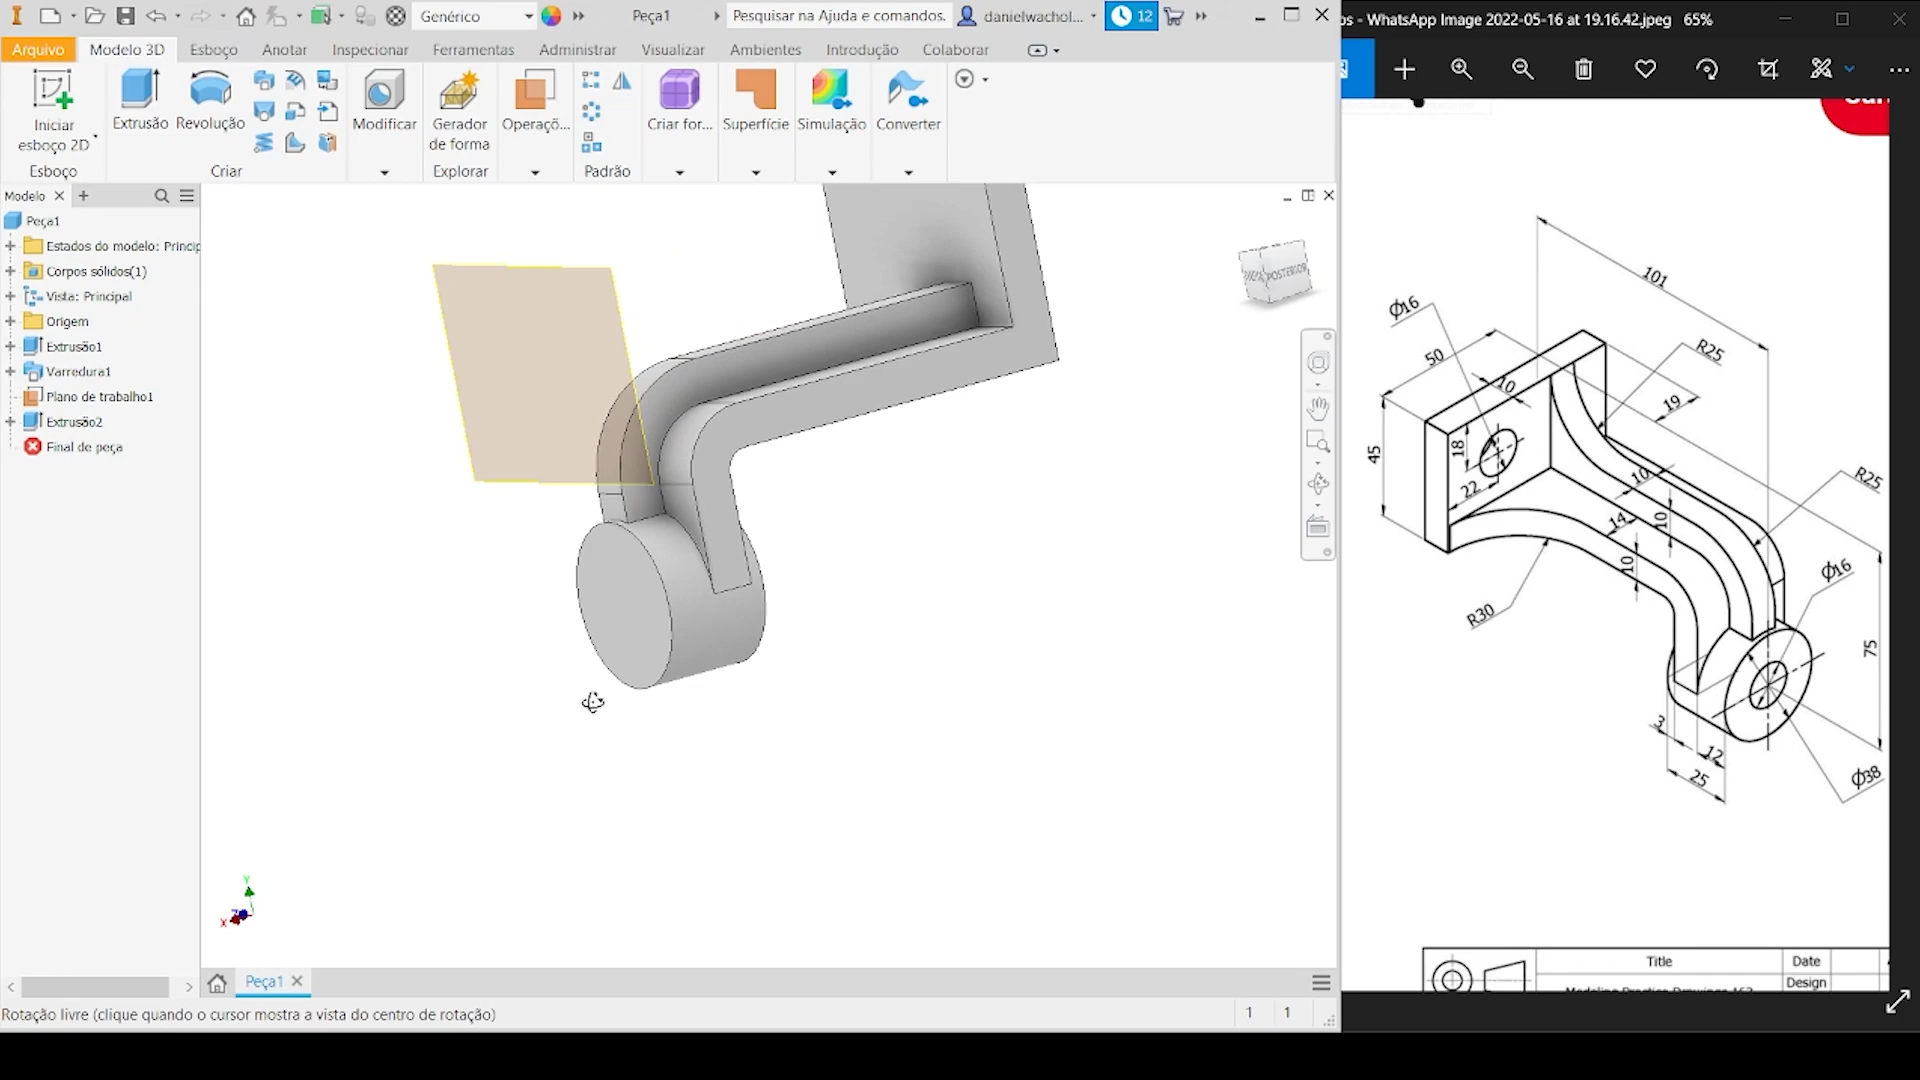 Genérico
Peça1
Pesquisar na Ajuda e comandos.
danielwachol...
12
Arquivo
Modelo 3D
Esboço
Anotar
Inspecionar
Ferramentas
Administrar
Visualizar
Ambientes
Introdução
Colaborar
Iniciar
esboço 2D
Extrusão
Revolução
Modificar
Gerador
de forma
Operaçõ...
Criar for...
Superfície
Simulação
Converter
Esboço
Criar
Explorar
Padrão
Modelo
Peça1
Estados do modelo: Princip
Corpos sólidos(1)
Vista: Principal
Origem
Extrusão1
Varredura1
Plano de trabalho1
Extrusão2
Final de peça
POSTERIOR
Y
X
Z
Peça1
Rotação livre (clique quando o cursor mostra a vista do centro de rotação)
1
1
os - WhatsApp Image 2022-05-16 at 19.16.42.jpeg 65%
101
Ø16
50
R25
10
19
45
18
22
10
R25
14
10
10
Ø16
R30
75
3
12
25
Ø38
Title
Date
Design